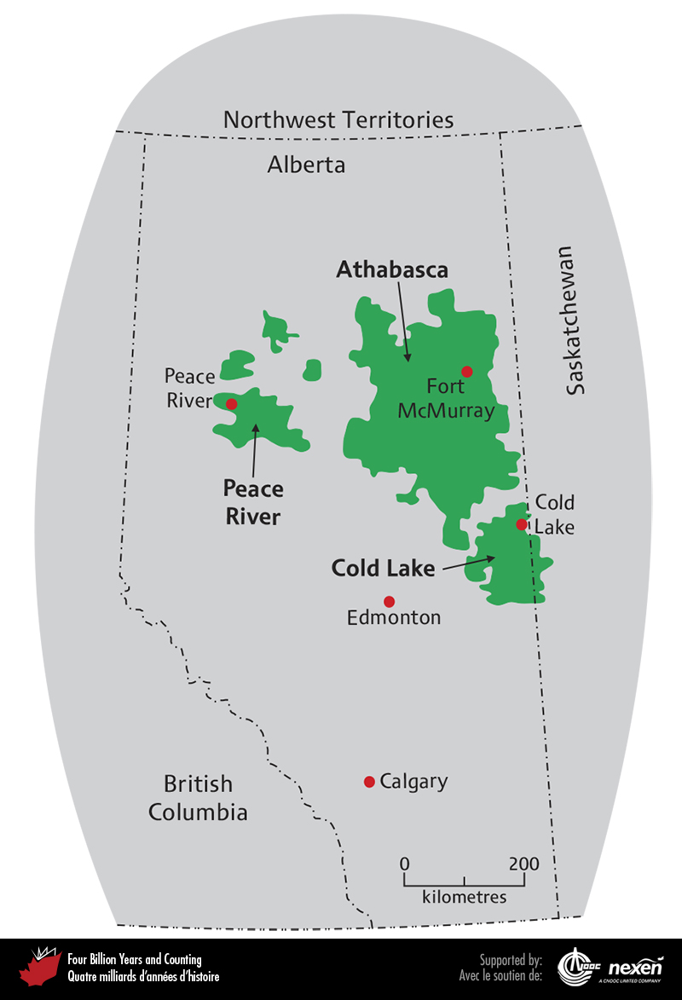 Northwest Territories
Alberta
Saskatchewan
Athabasca
Peace
River
Fort
McMurray
Peace
River
Cold
Lake
Cold Lake
Edmonton
British
Columbia
Calgary
0 200
kilometres
Four Billion Years and Counting
Quatre milliards d'années d'histoire
Supported by:
Avec le soutien de:
cnooc
nexen
A CNOOC LIMITED COMPANY